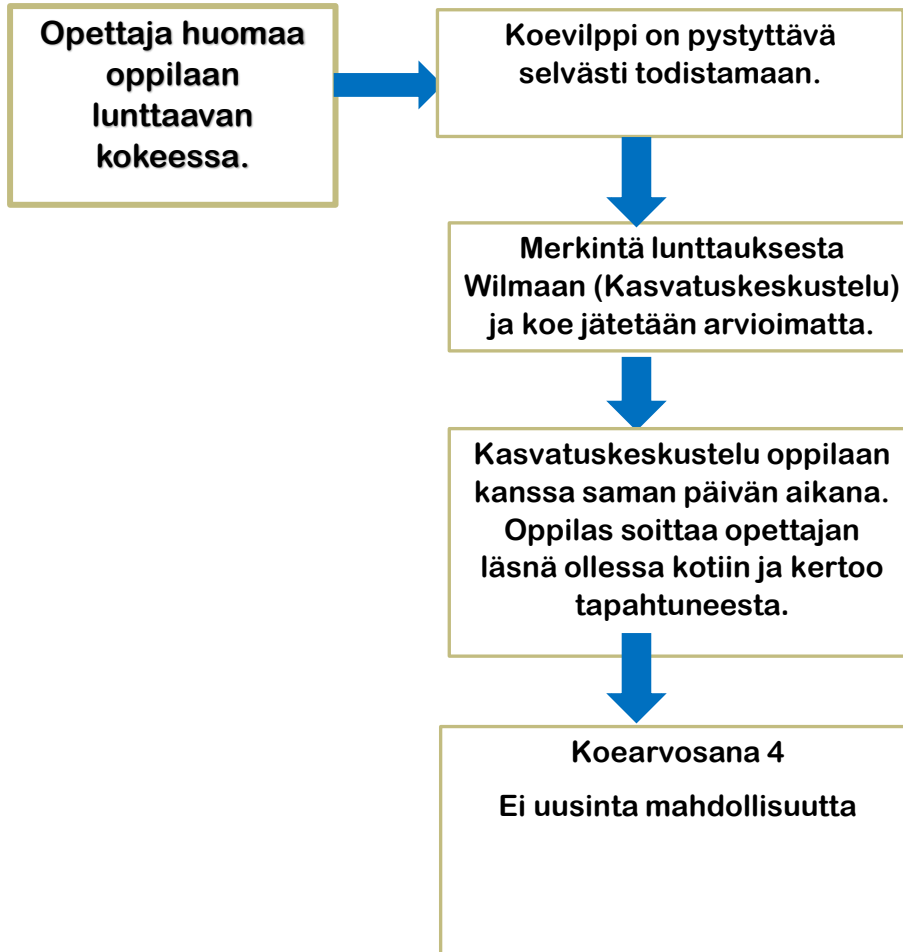 Opettaja huomaa
oppilaan
lunttaavan
kokeessa.
Koevilppi on pystyttävä
selvästi todistamaan.
Merkintä lunttauksesta
Wilmaan (Kasvatuskeskustelu)
ja koe jätetään arvioimatta.
Kasvatuskeskustelu oppilaan
kanssa saman päivän aikana.
Oppilas soittaa opettajan
läsnä ollessa kotiin ja kertoo
tapahtuneesta.
Koearvosana 4
Ei uusinta mahdollisuutta